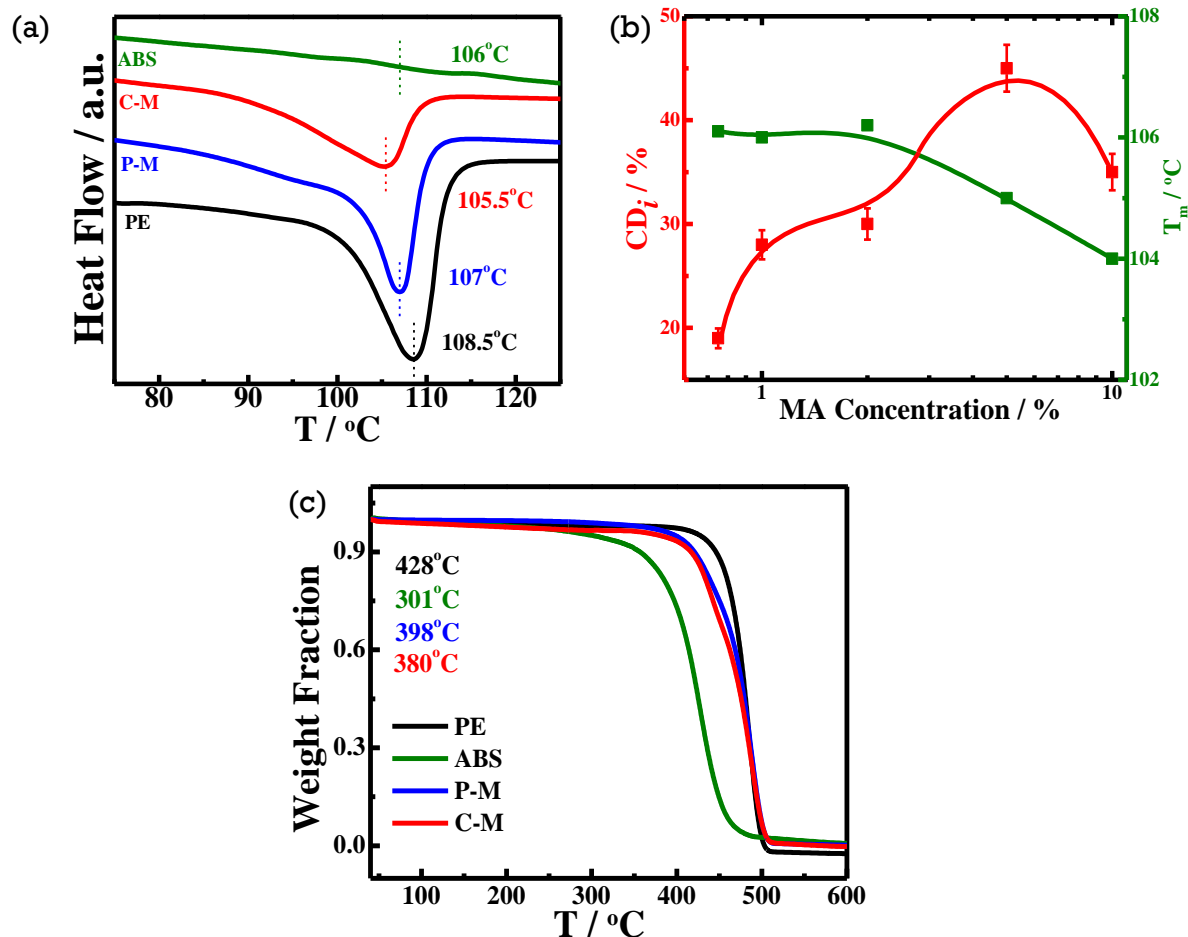 (a)
ABS
C-M
P-M
PE
106°C
105.5°C
107°C
108.5°C
Heat Flow / a.u.
80 90 100 110 120
T / °C
(b)
50
40
30
20
CDi / %
108
106
104
102
Tm / °C
1 10
MA Concentration / %
(c)
0.9
0.6
0.3
0.0
Weight Fraction
428°C
301°C
398°C
380°C
PE
ABS
P-M
C-M
100 200 300 400 500 600
T / °C